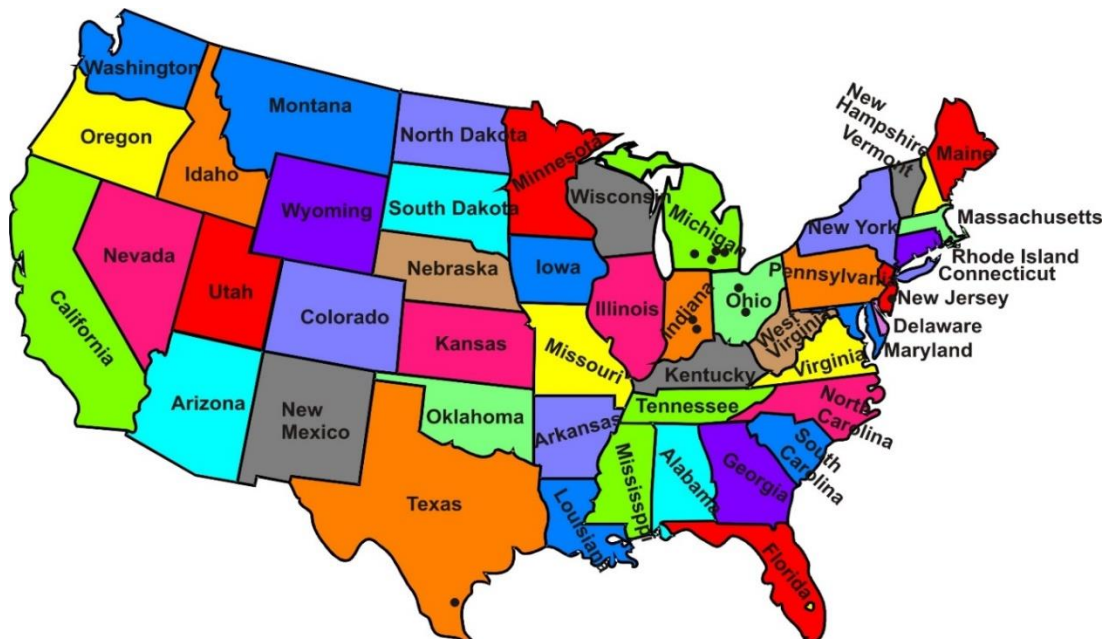 Washington
Montana
North Dakota
Minnesota
Oregon
Idaho
Wyoming
South Dakota
Wisconsin
Michigan
New
Hampshire
Vermont
Maine
New York
Massachusetts
Rhode Island
Connecticut
Nevada
Utah
Nebraska
Iowa
Pennsylvania
New Jersey
California
Colorado
Kansas
Illinois
Indiana
Ohio
Delaware
Maryland
Missouri
West
Virginia
Virginia
Kentucky
Arizona
New
Mexico
Oklahoma
Arkansas
Tennessee
North
Carolina
South
Carolina
Texas
Louisiana
Mississppi
Alabama
Georgia
Florida